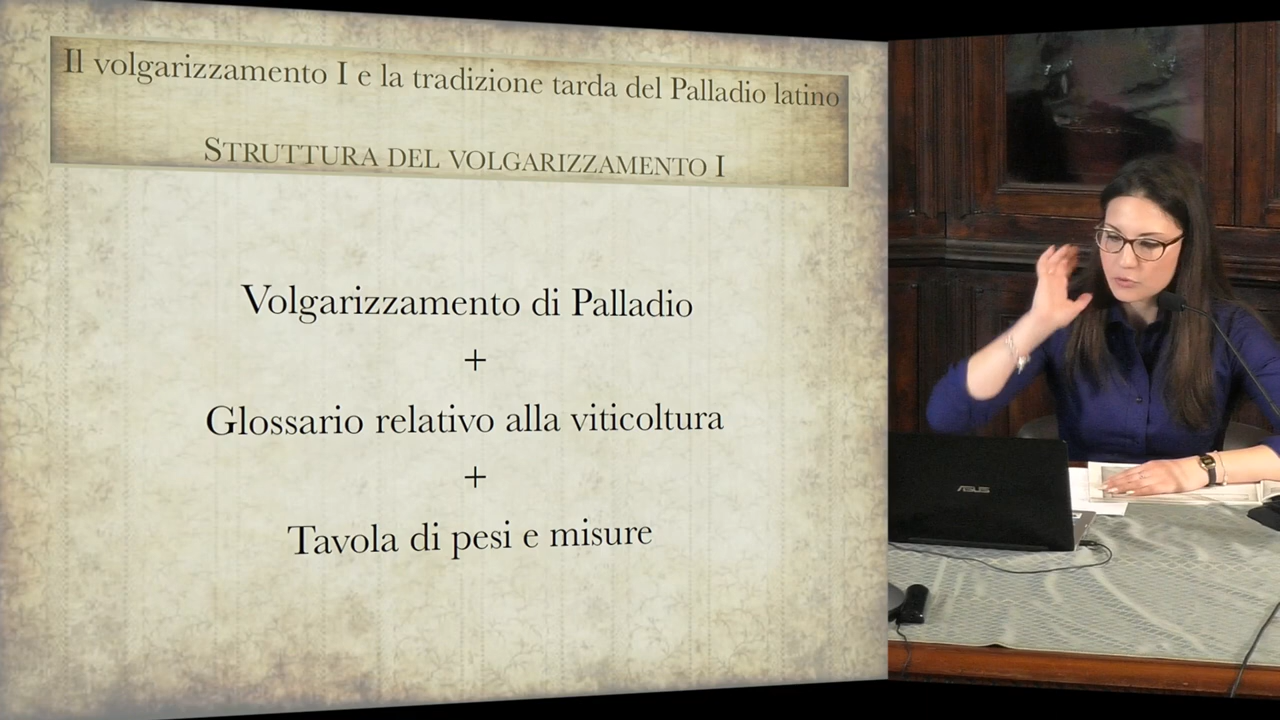 Il volgarizzamento I e la tradizione tarda del Palladio latino
STRUTTURA DEL VOLGARIZZAMENTO I
Volgarizzamento di Palladio
+
Glossario relativo alla viticoltura
+
Tavola di pesi e misure
ASUS